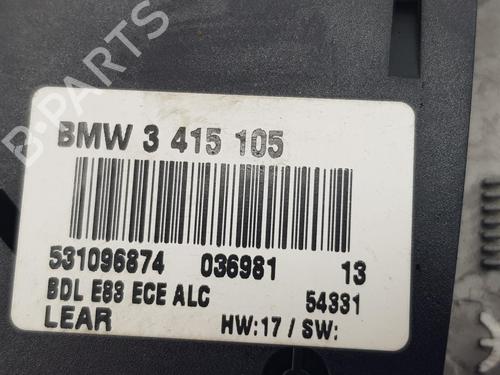 B-PARTS
BMW 3 415 105
531096874 036981 13
BDL E83 ECE ALC 54331
LEAR HW:17 / SW: